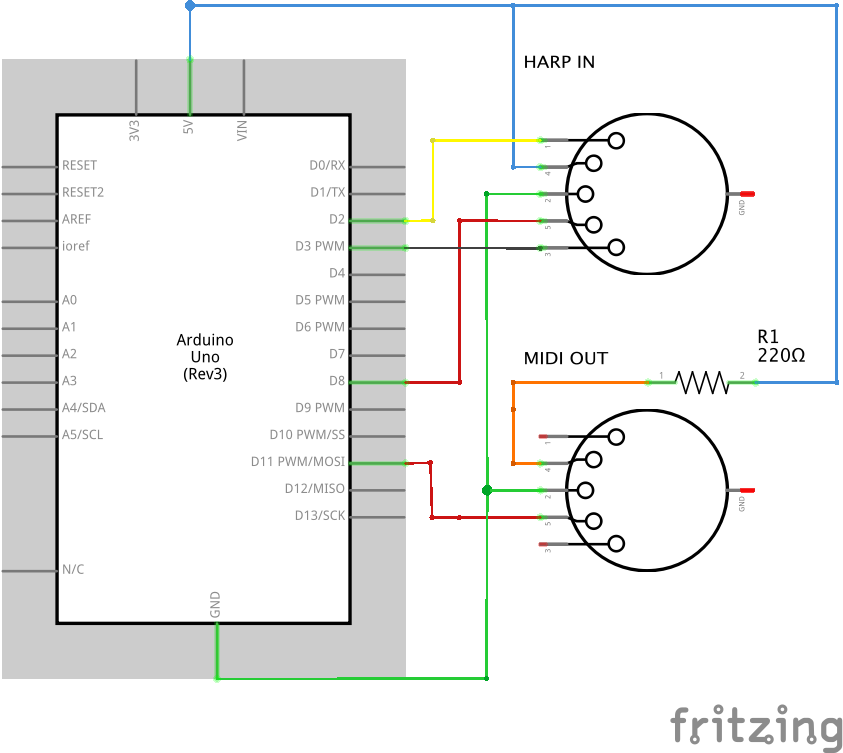 HARP IN
3V3
5V
VIN
RESET
RESET2
AREF
ioref
A0
A1
A2
A3
A4/SDA
A5/SCL
N/C
Arduino
Uno
(Rev3)
D0/RX
D1/TX
D2
D3 PWM
D4
D5 PWM
D6 PWM
D7
D8
D9 PWM
D10 PWM/SS
D11 PWM/MOSI
D12/MISO
D13/SCK
GND
1
4
2
5
3
GND
MIDI OUT
R1
220Ω
1
2
1
4
2
5
3
GND
fritzing